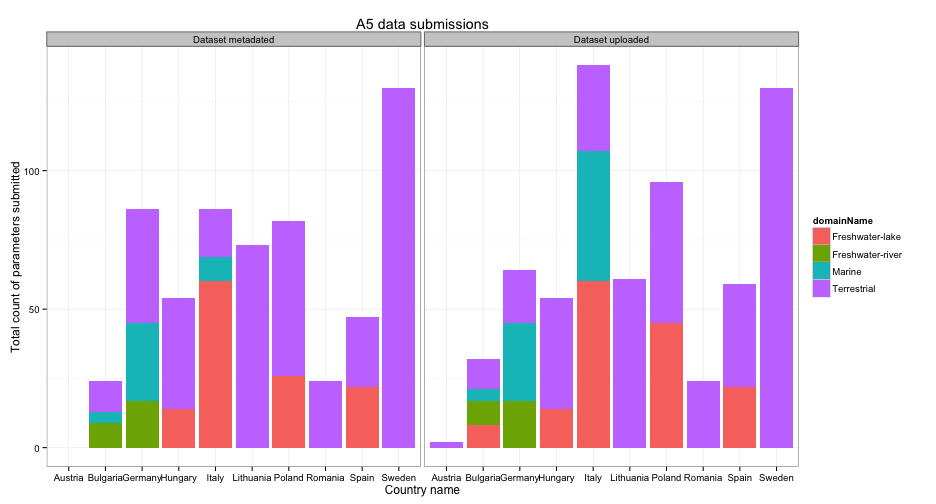 A5 data submissions
Dataset metadated
Dataset uploaded
Total count of parameters submitted
100
50
0
Austria Bulgaria Germany Hungary Italy Lithuania Poland Romania Spain Sweden
Austria Bulgaria Germany Hungary Italy Lithuania Poland Romania Spain Sweden
Country name
domainName
Freshwater-lake
Freshwater-river
Marine
Terrestrial